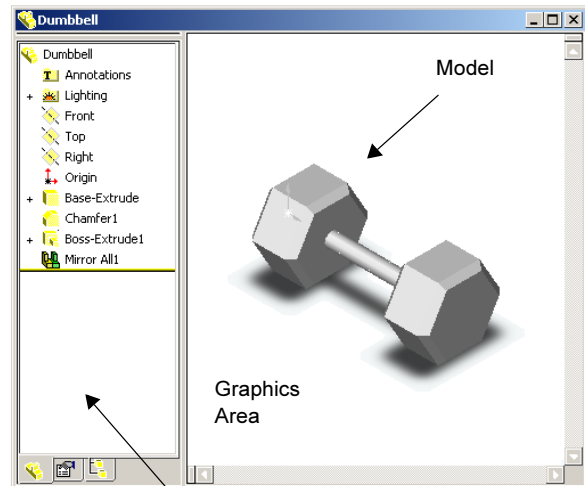 Dumbbell
Dumbbell
Annotations
Lighting
Front
Top
Right
Origin
Base-Extrude
Chamfer1
Boss-Extrude1
Mirror All1
Model
Graphics
Area